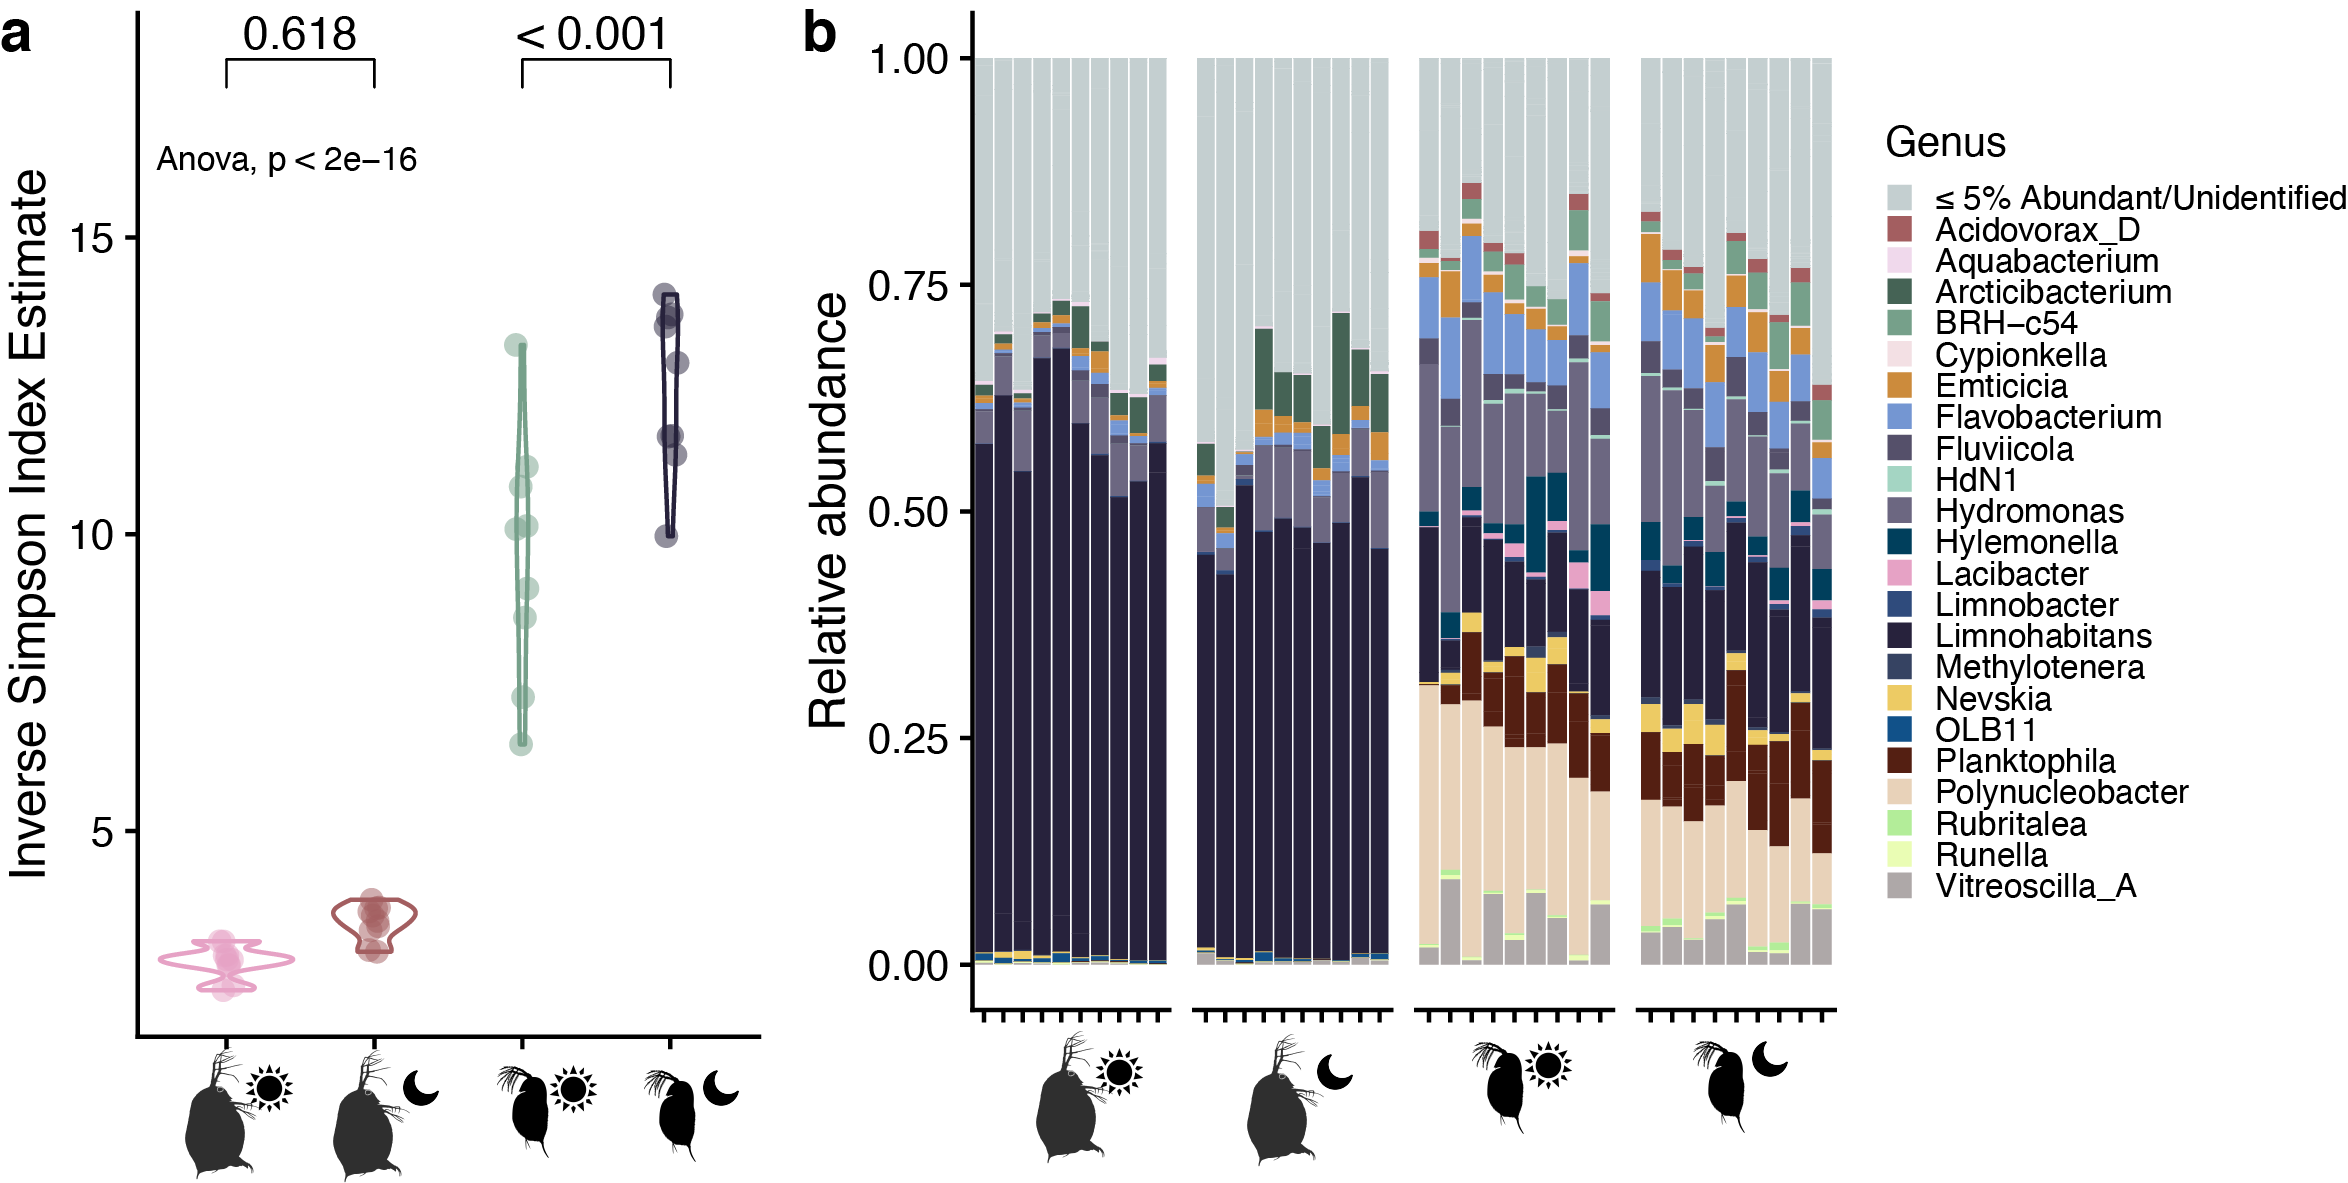 a
0.618
< 0.001
Anova, p < 2e−16
Inverse Simpson Index Estimate
15
10
5
b
Relative abundance
1.00
0.75
0.50
0.25
0.00
Genus
≤ 5% Abundant/Unidentified
Acidovorax_D
Aquabacterium
Arcticibacterium
BRH−c54
Cypionkella
Emticicia
Flavobacterium
Fluviicola
HdN1
Hydromonas
Hylemonella
Lacibacter
Limnobacter
Limnohabitans
Methylotenera
Nevskia
OLB11
Planktophila
Polynucleobacter
Rubritalea
Runella
Vitreoscilla_A